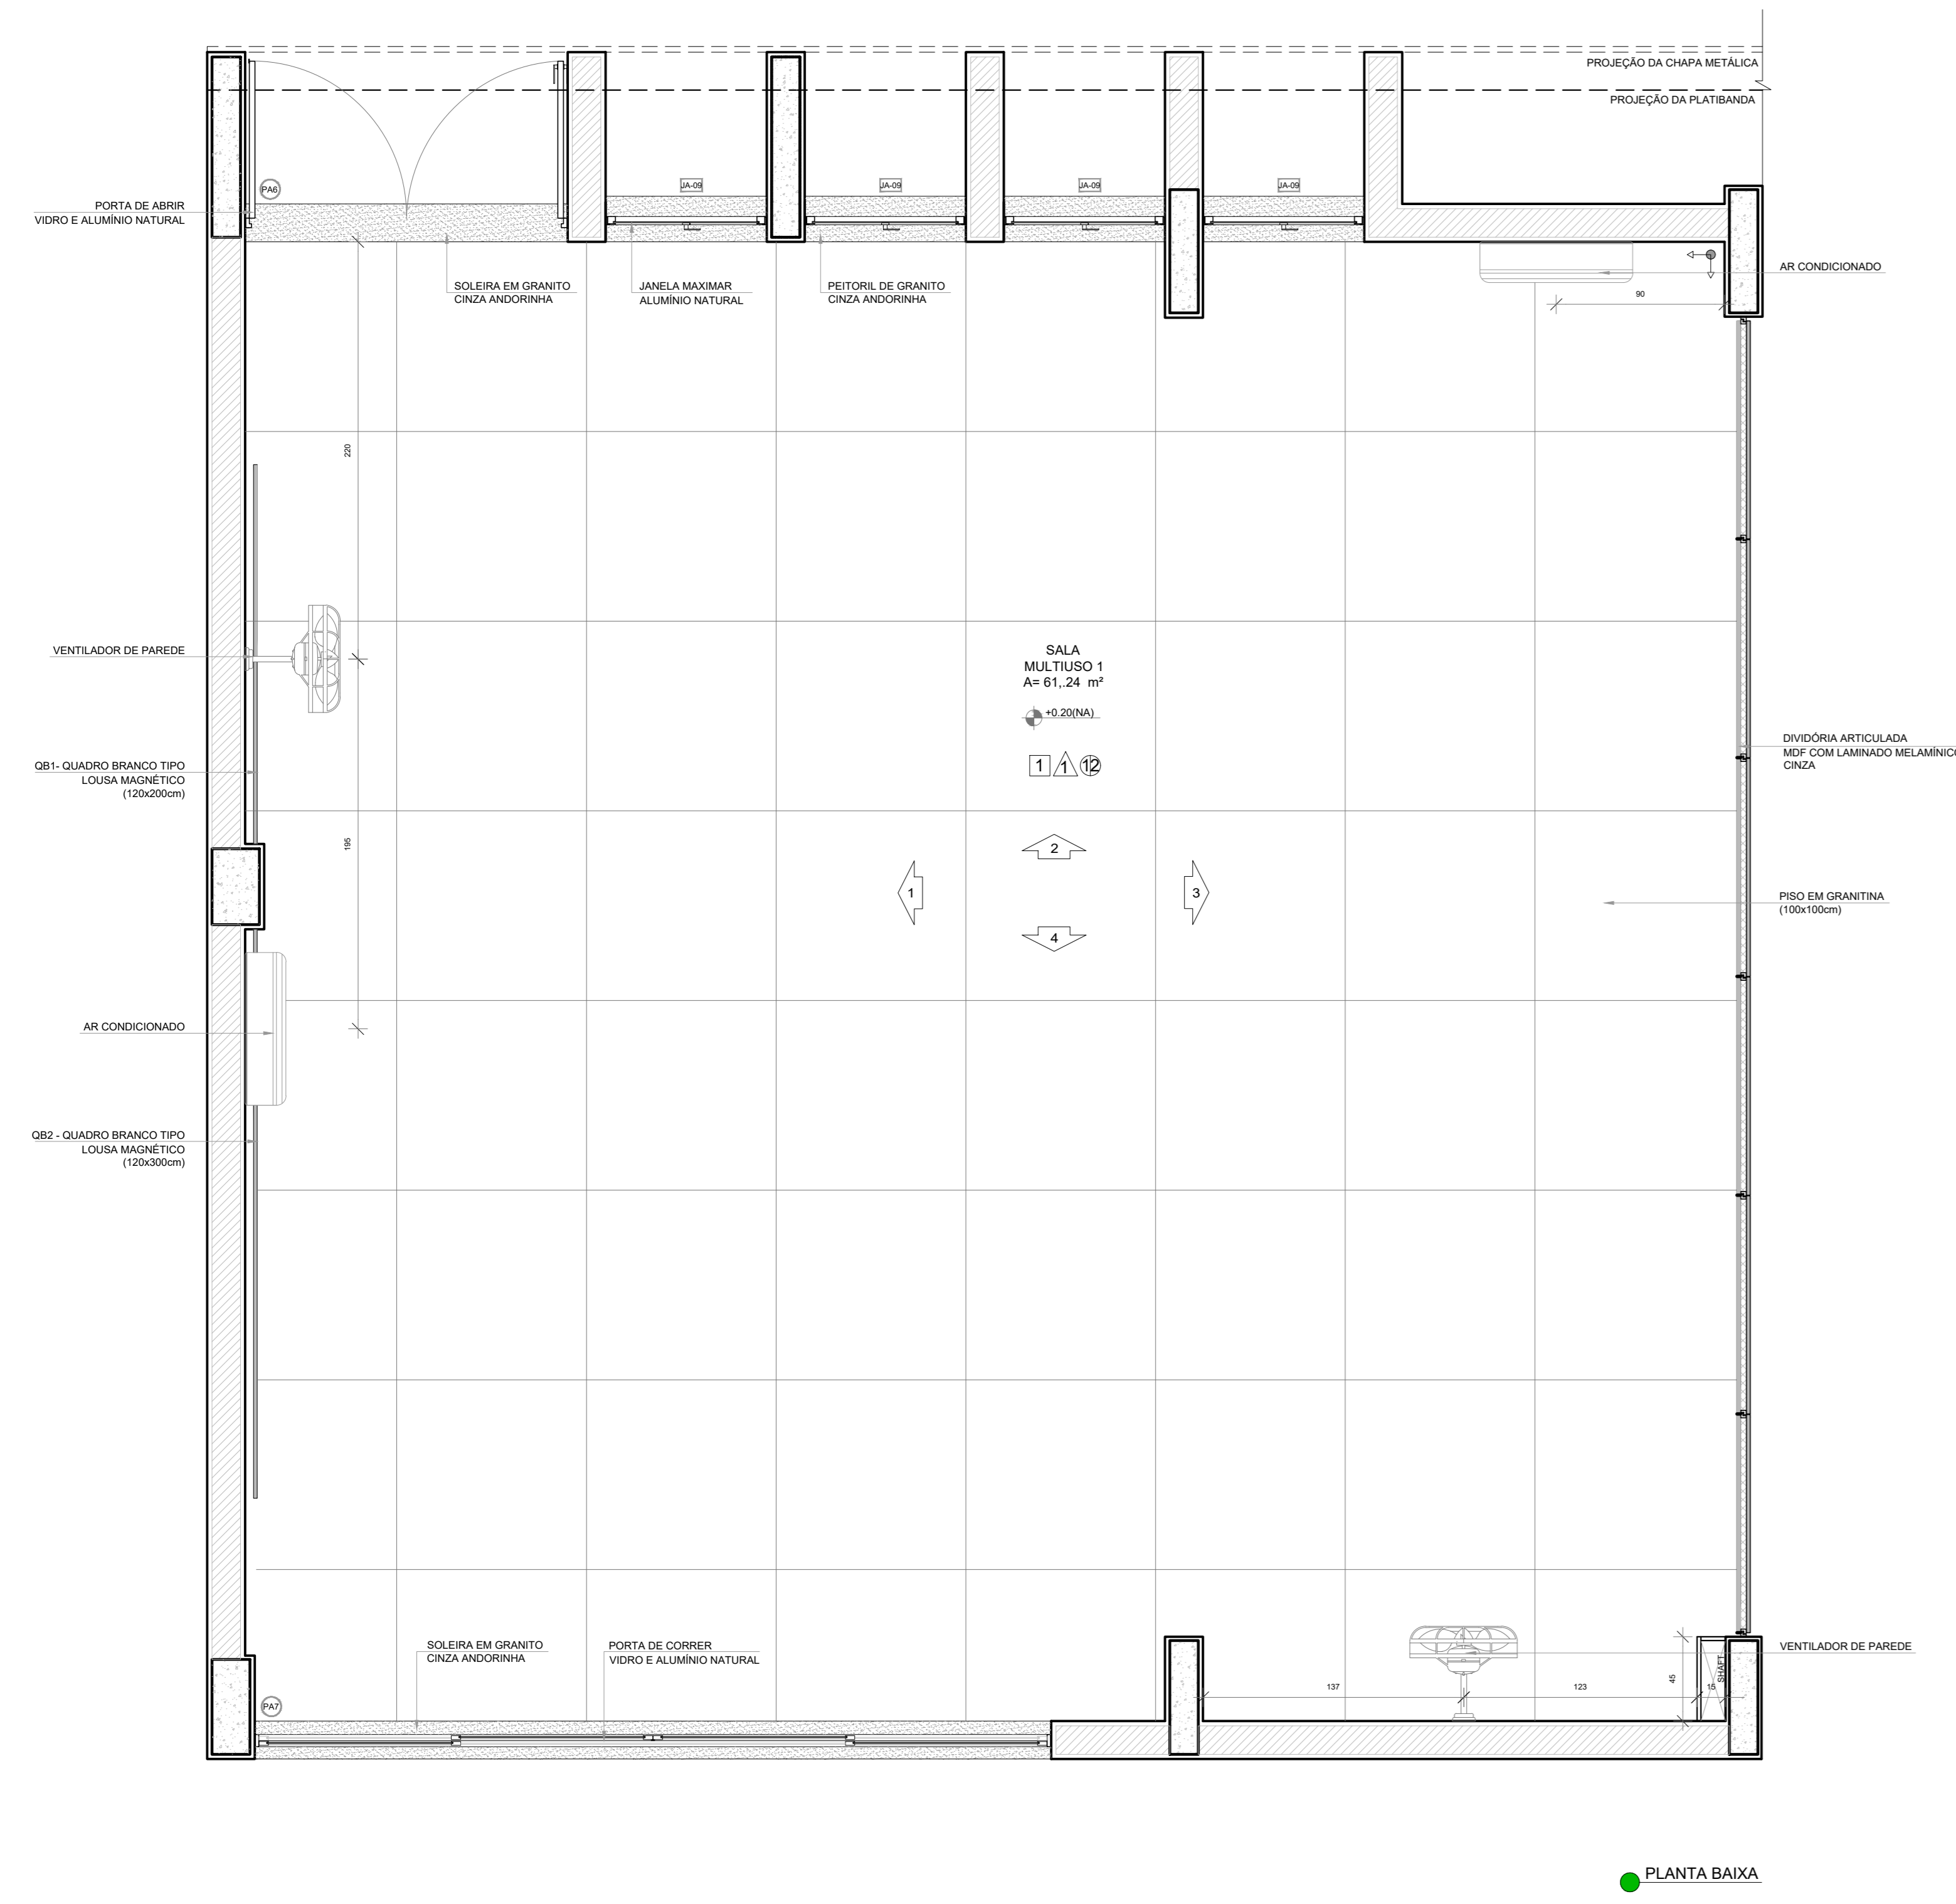 PROJEÇÃO DA CHAPA METÁLICA
PROJEÇÃO DA PLATIBANDA
PA6
JA-09
JA-09
JA-09
JA-09
PORTA DE ABRIR
VIDRO E ALUMÍNIO NATURAL
SOLEIRA EM GRANITO
CINZA ANDORINHA
JANELA MAXIMAR
ALUMÍNIO NATURAL
PEITORIL DE GRANITO
CINZA ANDORINHA
AR CONDICIONADO
90
220
VENTILADOR DE PAREDE
SALA
MULTIUSO 1
A= 61,.24 m²
+0.20(NA)
1
1
12
DIVIDÓRIA ARTICULADA
MDF COM LAMINADO MELAMÍNICO
CINZA
QB1- QUADRO BRANCO TIPO
LOUSA MAGNÉTICO
(120x200cm)
195
2
1
3
4
PISO EM GRANITINA
(100x100cm)
AR CONDICIONADO
QB2 - QUADRO BRANCO TIPO
LOUSA MAGNÉTICO
(120x300cm)
SOLEIRA EM GRANITO
CINZA ANDORINHA
PORTA DE CORRER
VIDRO E ALUMÍNIO NATURAL
VENTILADOR DE PAREDE
PA7
137
123
45
15
SHAFT
PLANTA BAIXA